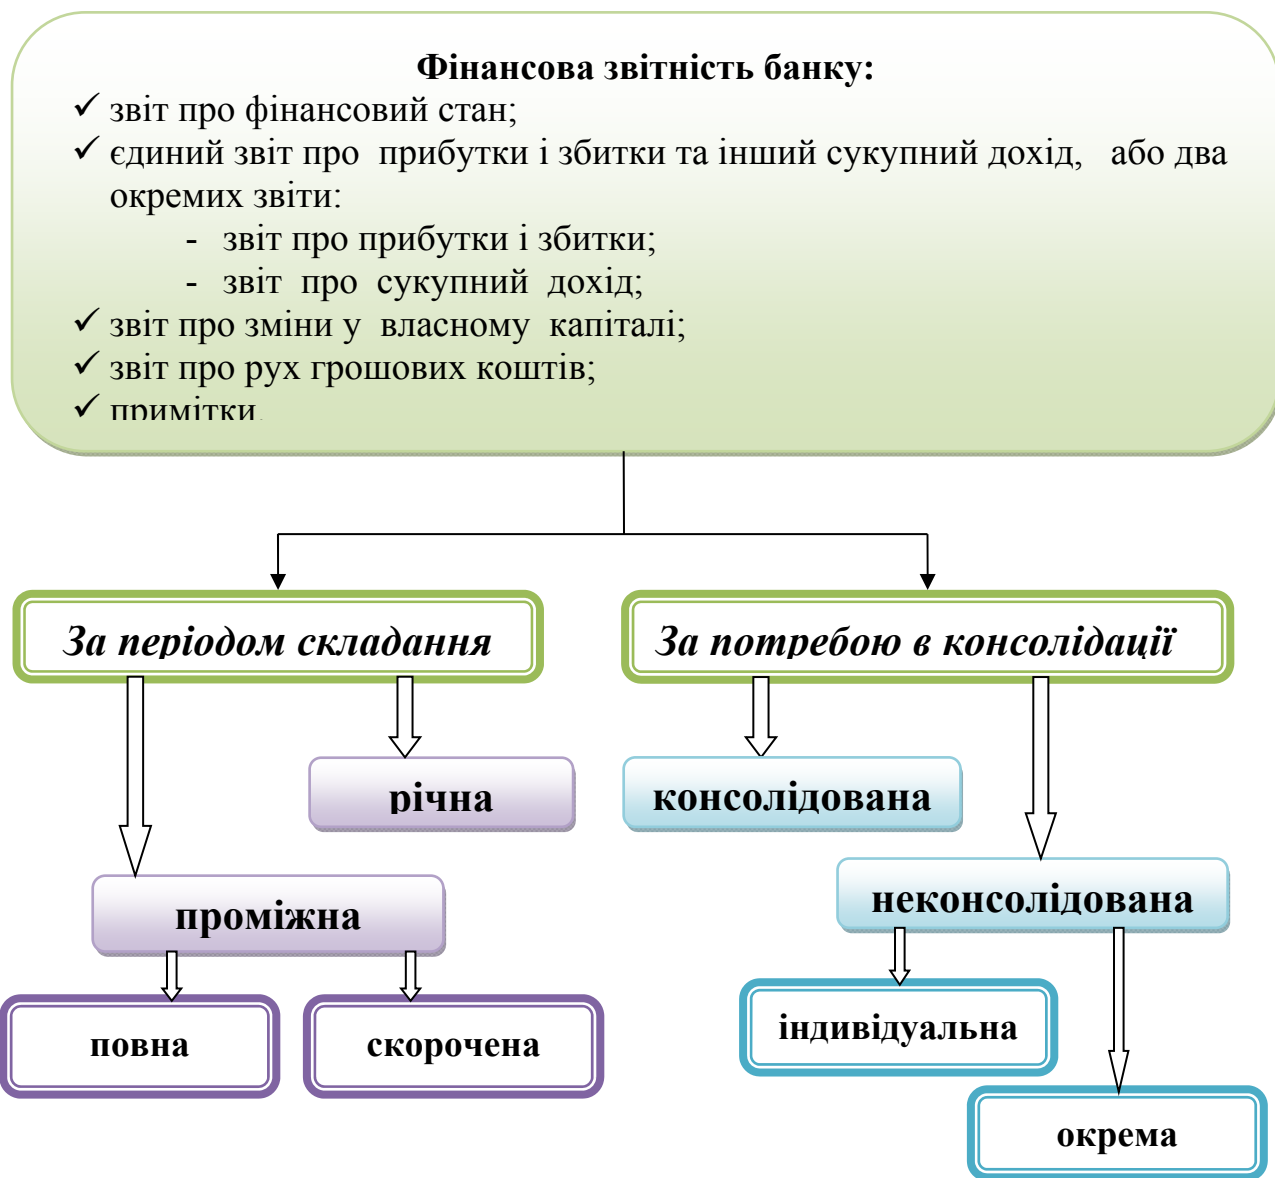 Фінансова звітність банку:
✓ звіт про фінансовий стан;
✓ єдиний звіт про прибутки і збитки та інший сукупний дохід, або два
окремих звіти:
- звіт про прибутки і збитки;
- звіт про сукупний дохід;
✓ звіт про зміни у власному капіталі;
✓ звіт про рух грошових коштів;
✓ примітки.
За періодом складання
За потребою в консолідації
річна
консолідована
проміжна
неконсолідована
повна
скорочена
індивідуальна
окрема